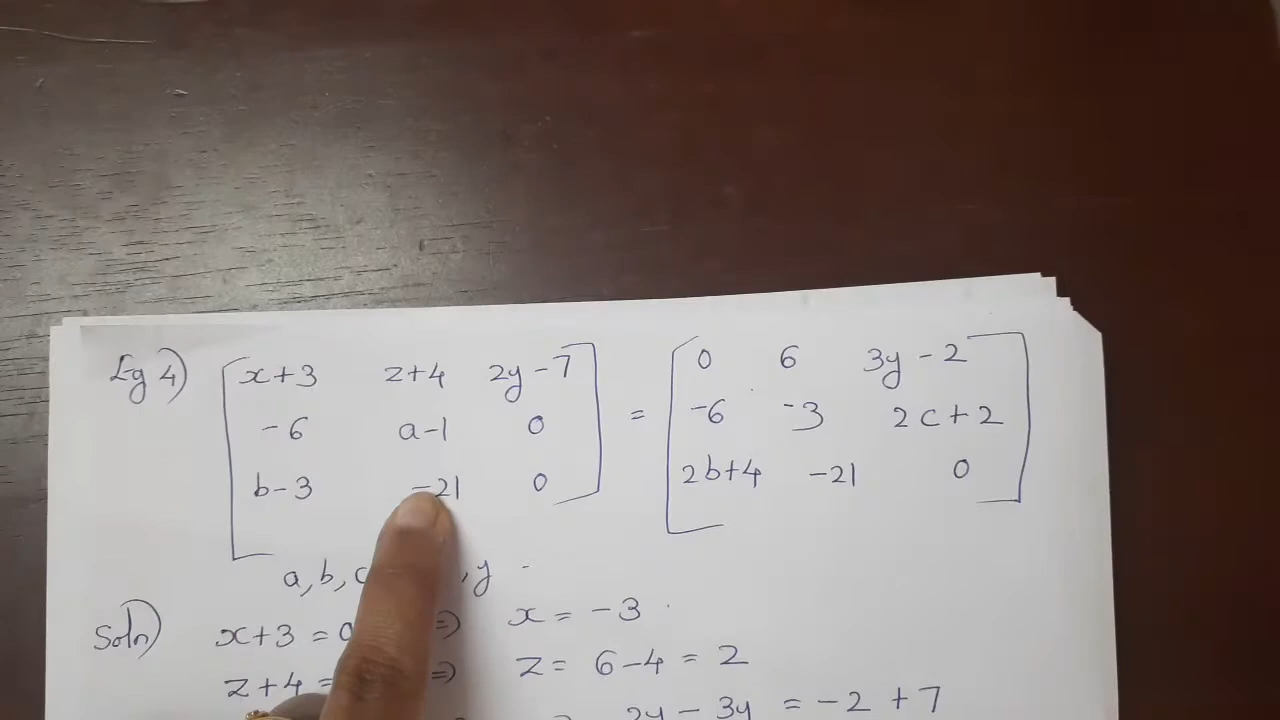 Eg 4) [ x+3 z+4 2y-7 ] = [ 0 6 3y-2 ]
-6 a-1 0 -6 -3 2c+2
b-3 -21 0 2b+4 -21 0
a, b, c , y -
Soln) x+3 = 0 => x = -3
z+4 = => z = 6-4 = 2
2y - 3y = -2 + 7